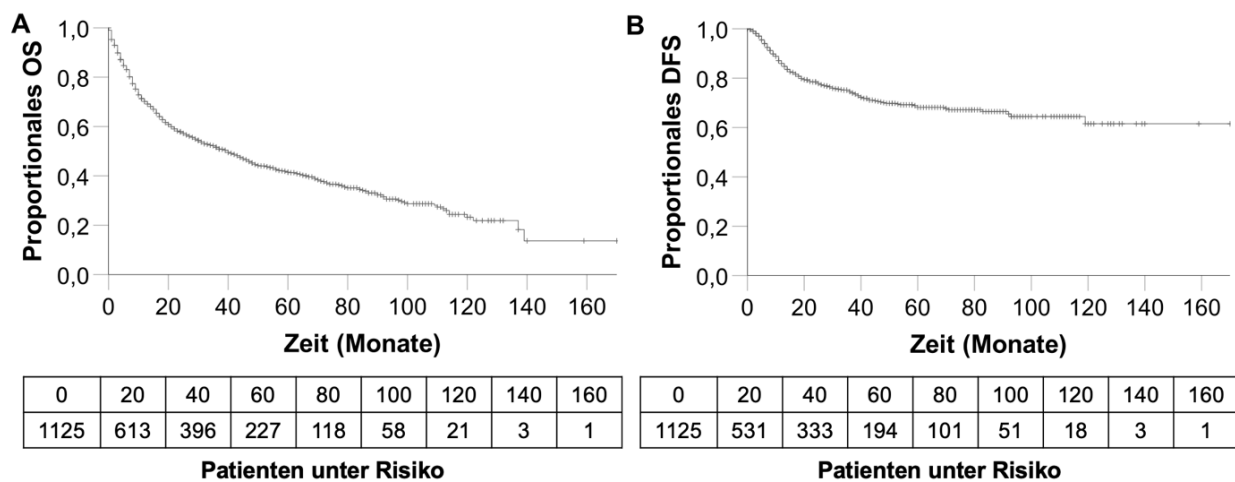 A
Proportionales OS
1,0
0,8
0,6
0,4
0,2
0,0
0 20 40 60 80 100 120 140 160
Zeit (Monate)
0 20 40 60 80 100 120 140 160
1125 613 396 227 118 58 21 3 1
Patienten unter Risiko
B
Proportionales DFS
1,0
0,8
0,6
0,4
0,2
0,0
0 20 40 60 80 100 120 140 160
Zeit (Monate)
0 20 40 60 80 100 120 140 160
1125 531 333 194 101 51 18 3 1
Patienten unter Risiko